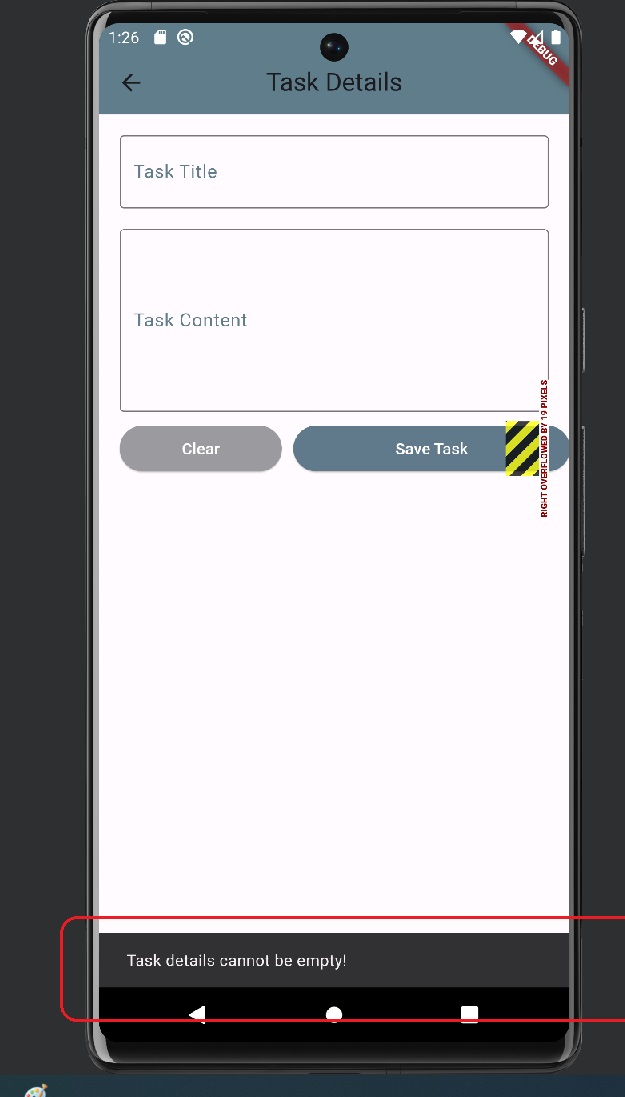 1:26
DEBUG
Task Details
Task Title
Task Content
Clear
Save Task
RIGHT OVERFLOWED BY 19 PIXELS
Task details cannot be empty!